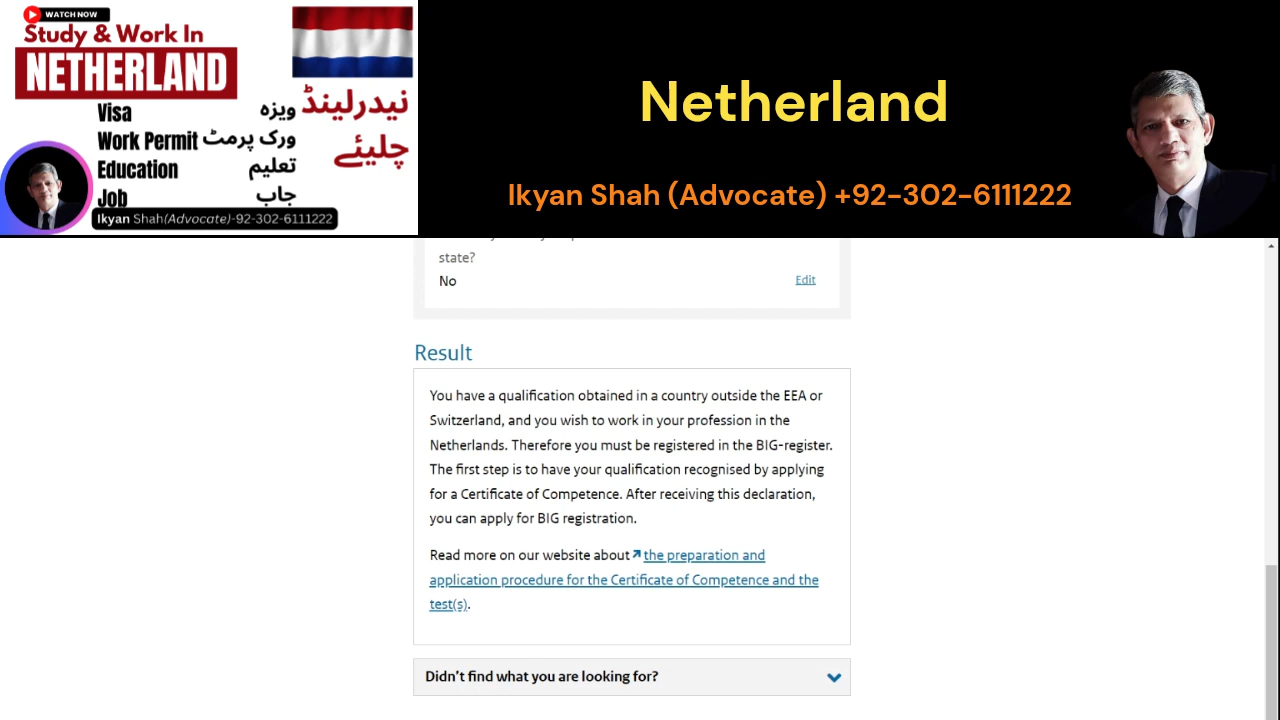 WATCH NOW
Study & Work In
NETHERLAND
نیدرلینڈ
چلیئے
Visa
ویزہ
Work Permit
ورک پرمٹ
Education
تعلیم
Job
جاب
Ikyan Shah(Advocate)-92-302-6111222
Netherland
Ikyan Shah (Advocate) +92-302-6111222
state?
No
Edit
Result
You have a qualification obtained in a country outside the EEA or
Switzerland, and you wish to work in your profession in the
Netherlands. Therefore you must be registered in the BIG-register.
The first step is to have your qualification recognised by applying
for a Certificate of Competence. After receiving this declaration,
you can apply for BIG registration.
Read more on our website about the preparation and
application procedure for the Certificate of Competence and the
test(s).
Didn't find what you are looking for?